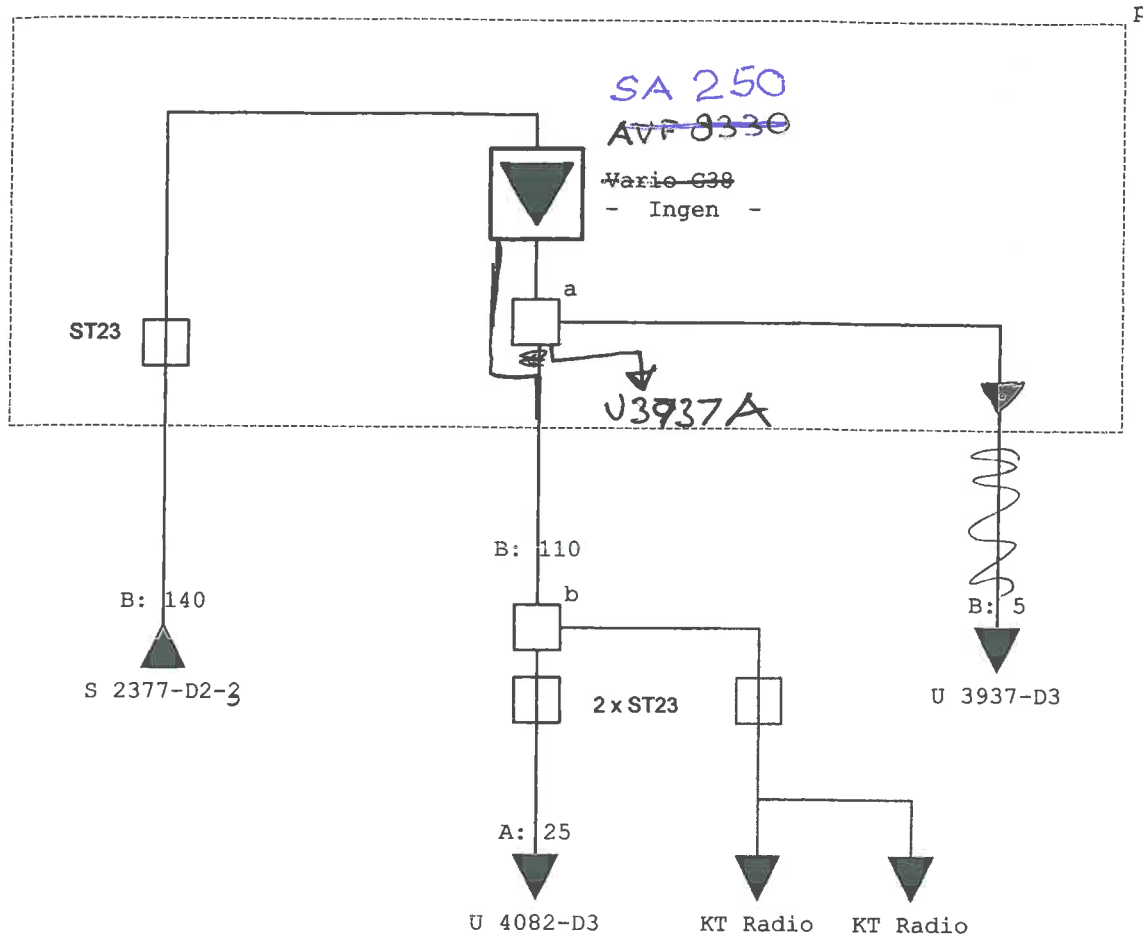 p
SA 250
AVF 8330
Vario G38
- Ingen -
a
ST23
U3937A
B: 110
B: 140
b
B: 5
S 2377-D2-3
2 x ST23
U 3937-D3
A: 25
U 4082-D3
KT Radio
KT Radio